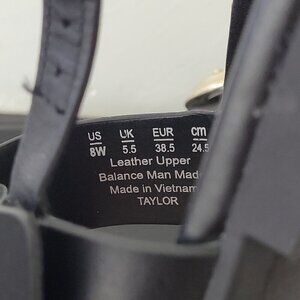 US UK EUR cm
8W 5.5 38.5 24.5
Leather Upper
Balance Man Made
Made in Vietnam
TAYLOR